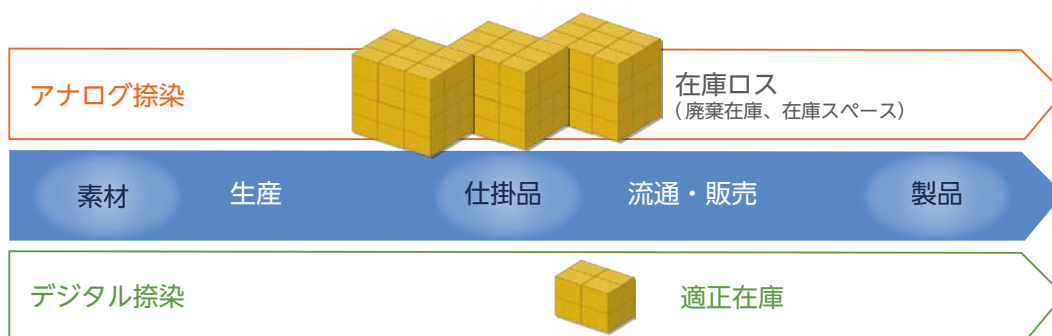 アナログ捺染
在庫ロス
（廃棄在庫、在庫スペース）
素材 生産 仕掛品 流通・販売 製品
デジタル捺染
適正在庫